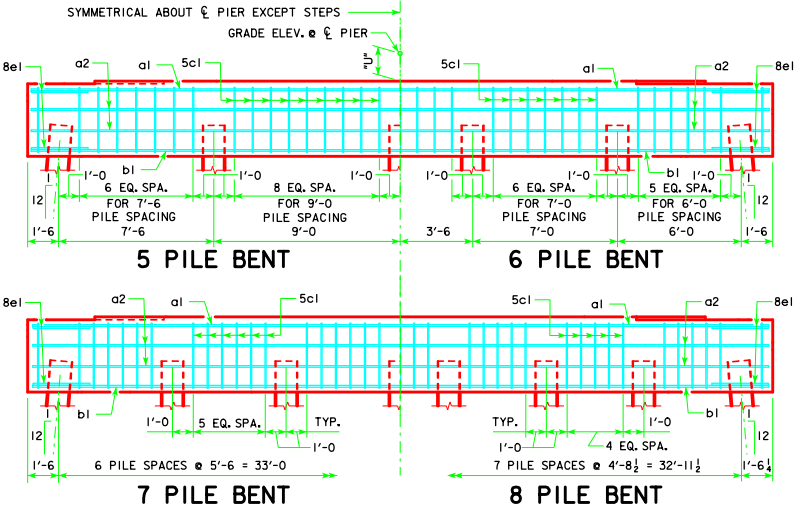 SYMMETRICAL ABOUT ℄ PIER EXCEPT STEPS
GRADE ELEV. @ ℄ PIER
"U"
8e1
a2
a1
5c1
5c1
a1
a2
8e1
b1
b1
1'-0
1'-0
1'-0
1'-0
1'-0
1'-0
1
12
6 EQ. SPA.
FOR 7'-6
PILE SPACING
8 EQ. SPA.
FOR 9'-0
PILE SPACING
6 EQ. SPA.
FOR 7'-0
PILE SPACING
5 EQ. SPA.
FOR 6'-0
PILE SPACING
1
12
1'-6
7'-6
9'-0
3'-6
7'-0
6'-0
1'-6
5 PILE BENT
6 PILE BENT
8e1
a2
a1
5c1
5c1
a1
a2
8e1
b1
b1
1
12
1'-0
5 EQ. SPA.
TYP.
1'-0
TYP.
1'-0
1'-0
4 EQ. SPA.
1
12
1'-6
6 PILE SPACES @ 5'-6 = 33'-0
7 PILE SPACES @ 4'-8½ = 32'-11½
1'-6¼
7 PILE BENT
8 PILE BENT